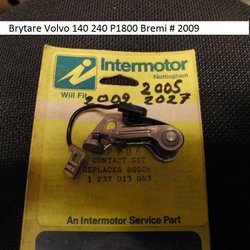 Brytare Volvo 140 240 P1800 Bremi # 2009
Intermotor
Nottingham
Will Fit
2005
2009 2027
CONTACT SET
REPLACES BOSCH
1 237 013 063
An Intermotor Service Part